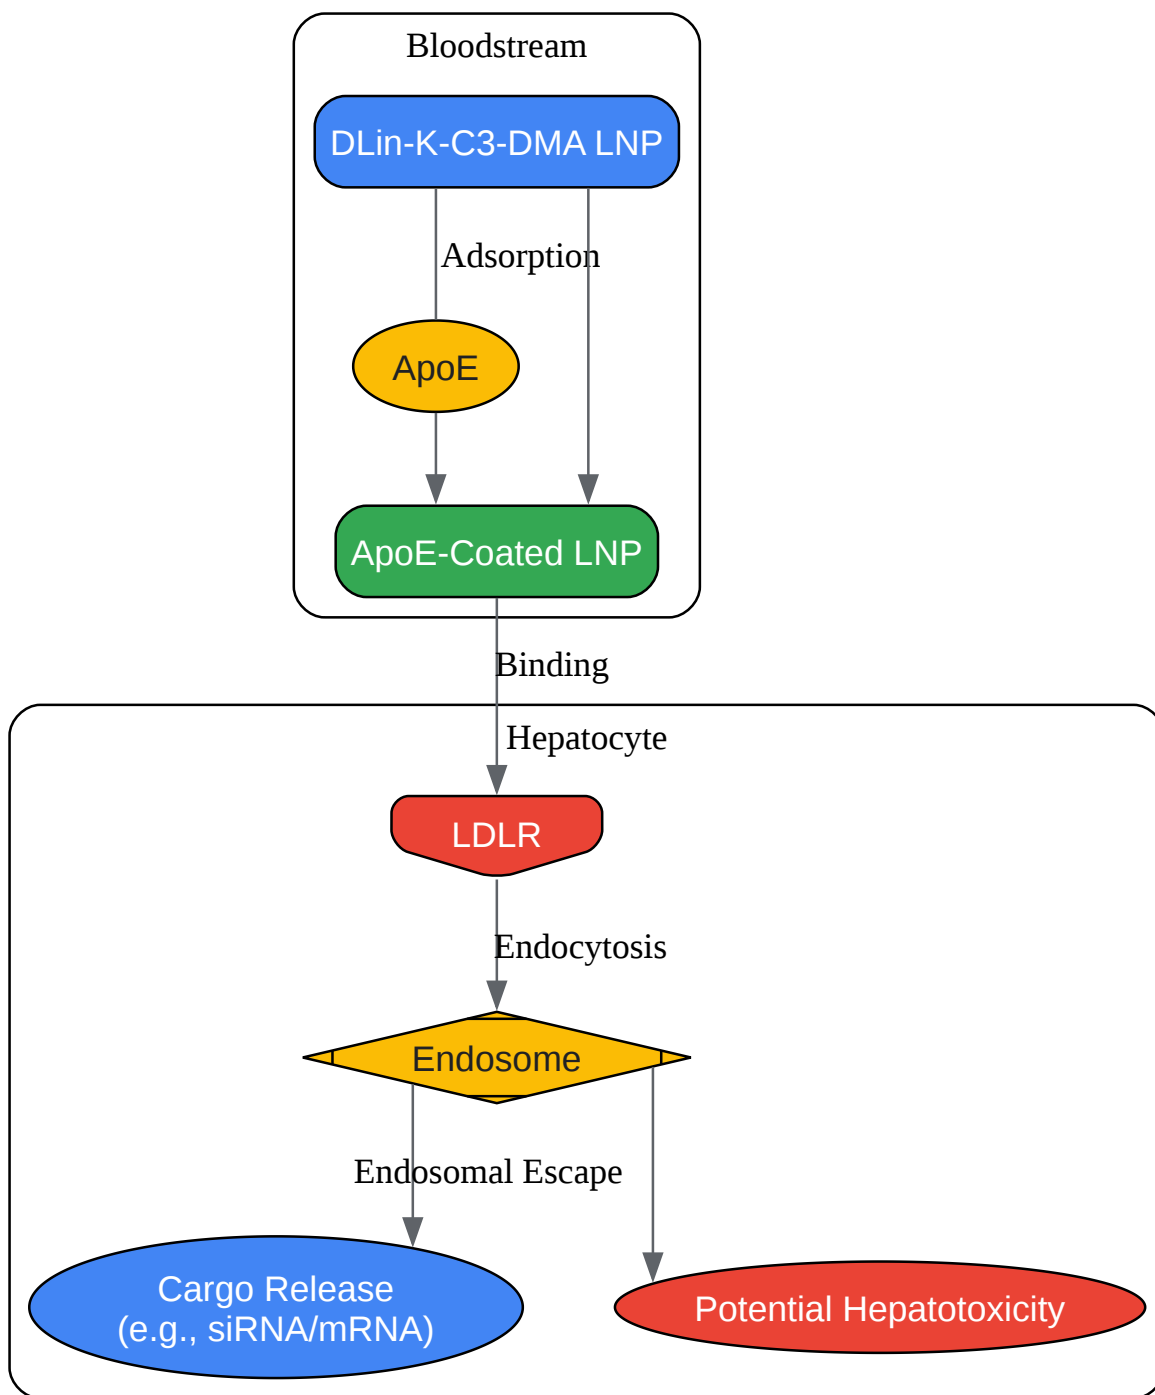 Bloodstream
DLin-K-C3-DMA LNP
Adsorption
ApoE
ApoE-Coated LNP
Binding
Hepatocyte
LDLR
Endocytosis
Endosome
Endosomal Escape
Cargo Release
(e.g., siRNA/mRNA)
Potential Hepatotoxicity